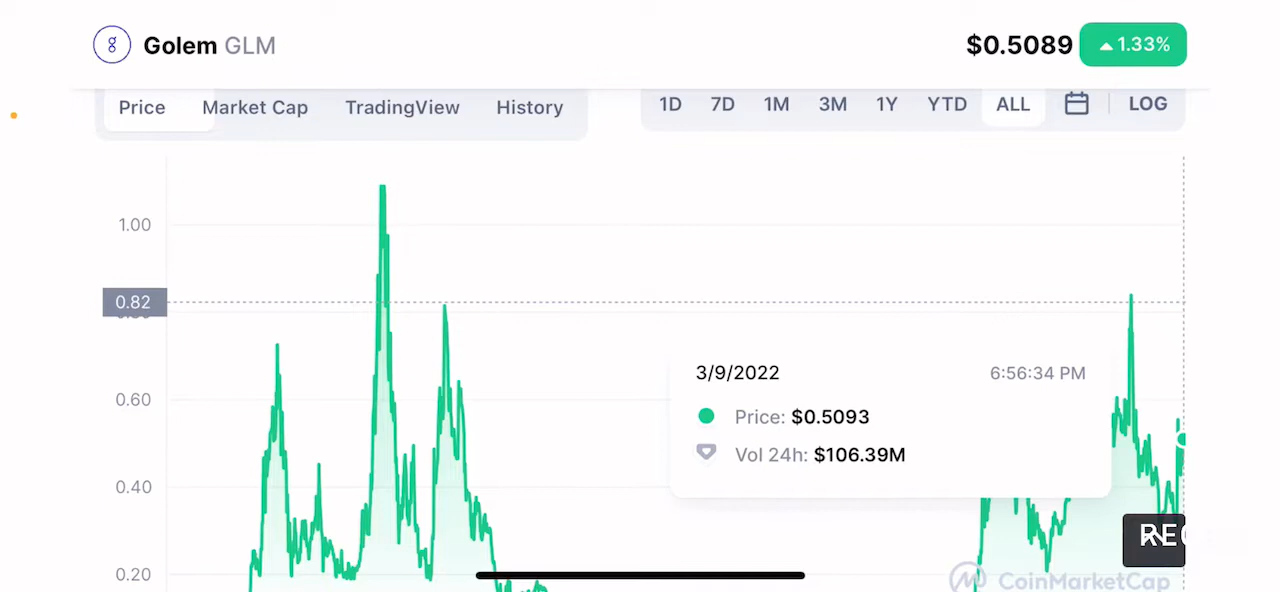 Golem GLM
$0.5089 1.33%
Price Market Cap TradingView History
1D 7D 1M 3M 1Y YTD ALL LOG
1.00
0.82
0.60
0.40
0.20
3/9/2022 6:56:34 PM
Price: $0.5093
Vol 24h: $106.39M
CoinMarketCap